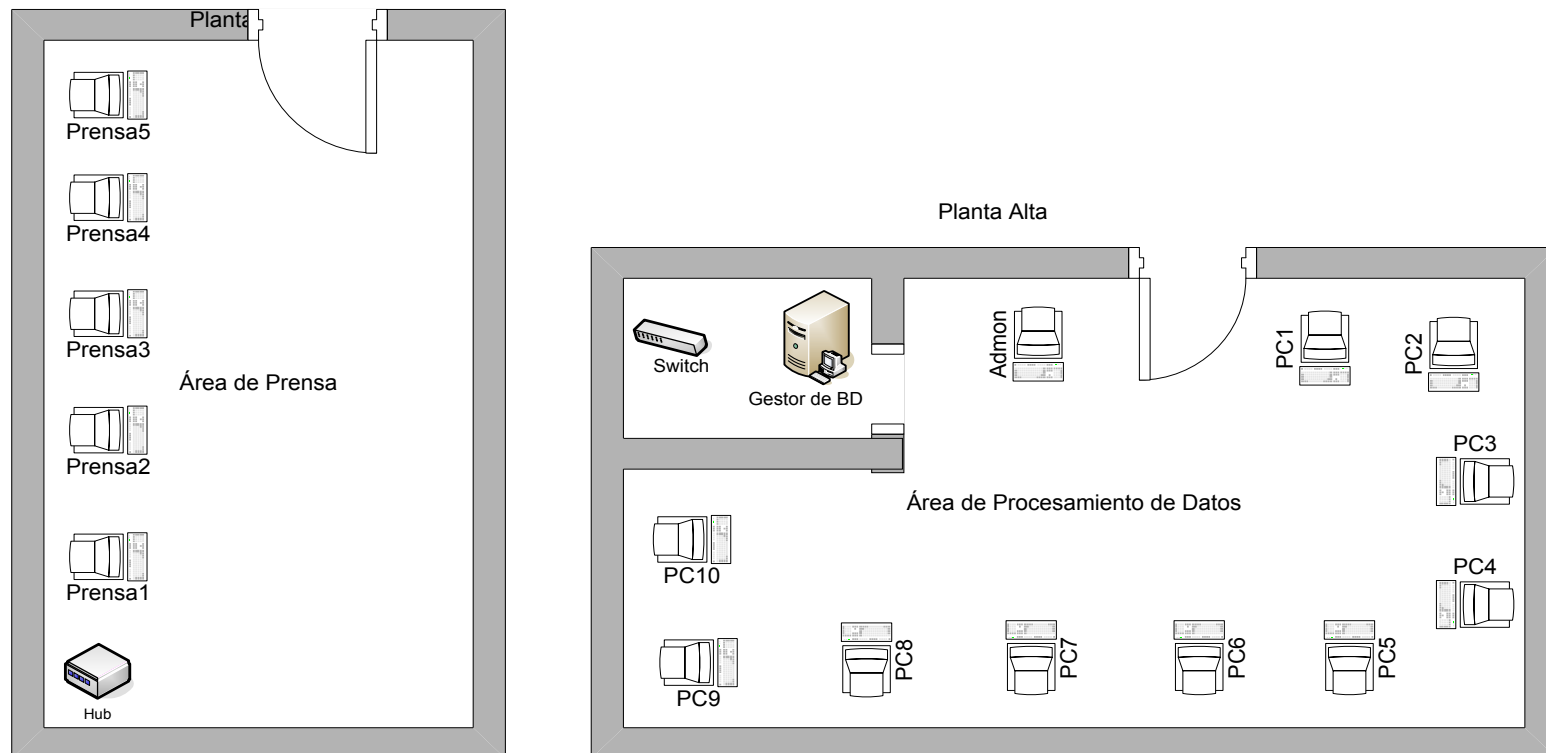 Planta
Prensa5
Prensa4
Prensa3
Área de Prensa
Prensa2
Prensa1
Hub
Planta Alta
Switch
Gestor de BD
Admon
PC1
PC2
PC3
Área de Procesamiento de Datos
PC10
PC4
PC9
PC8
PC7
PC6
PC5